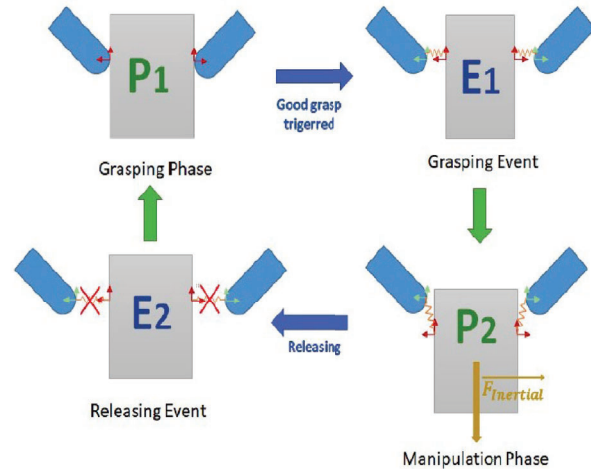 P1
Grasping Phase
Good grasp
trigerred
E1
Grasping Event
E2
Releasing Event
Releasing
P2
F_Inertial
Manipulation Phase